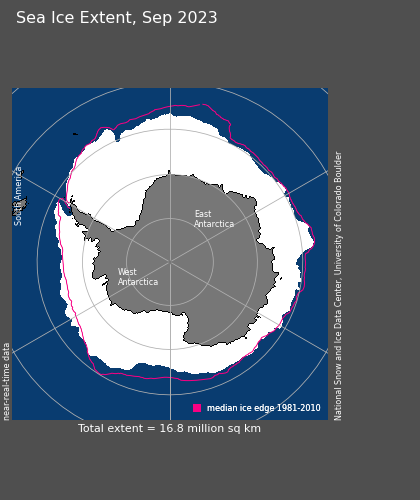 Sea Ice Extent, Sep 2023
South America
East
Antarctica
West
Antarctica
near-real-time data
National Snow and Ice Data Center, University of Colorado Boulder
median ice edge 1981-2010
Total extent = 16.8 million sq km